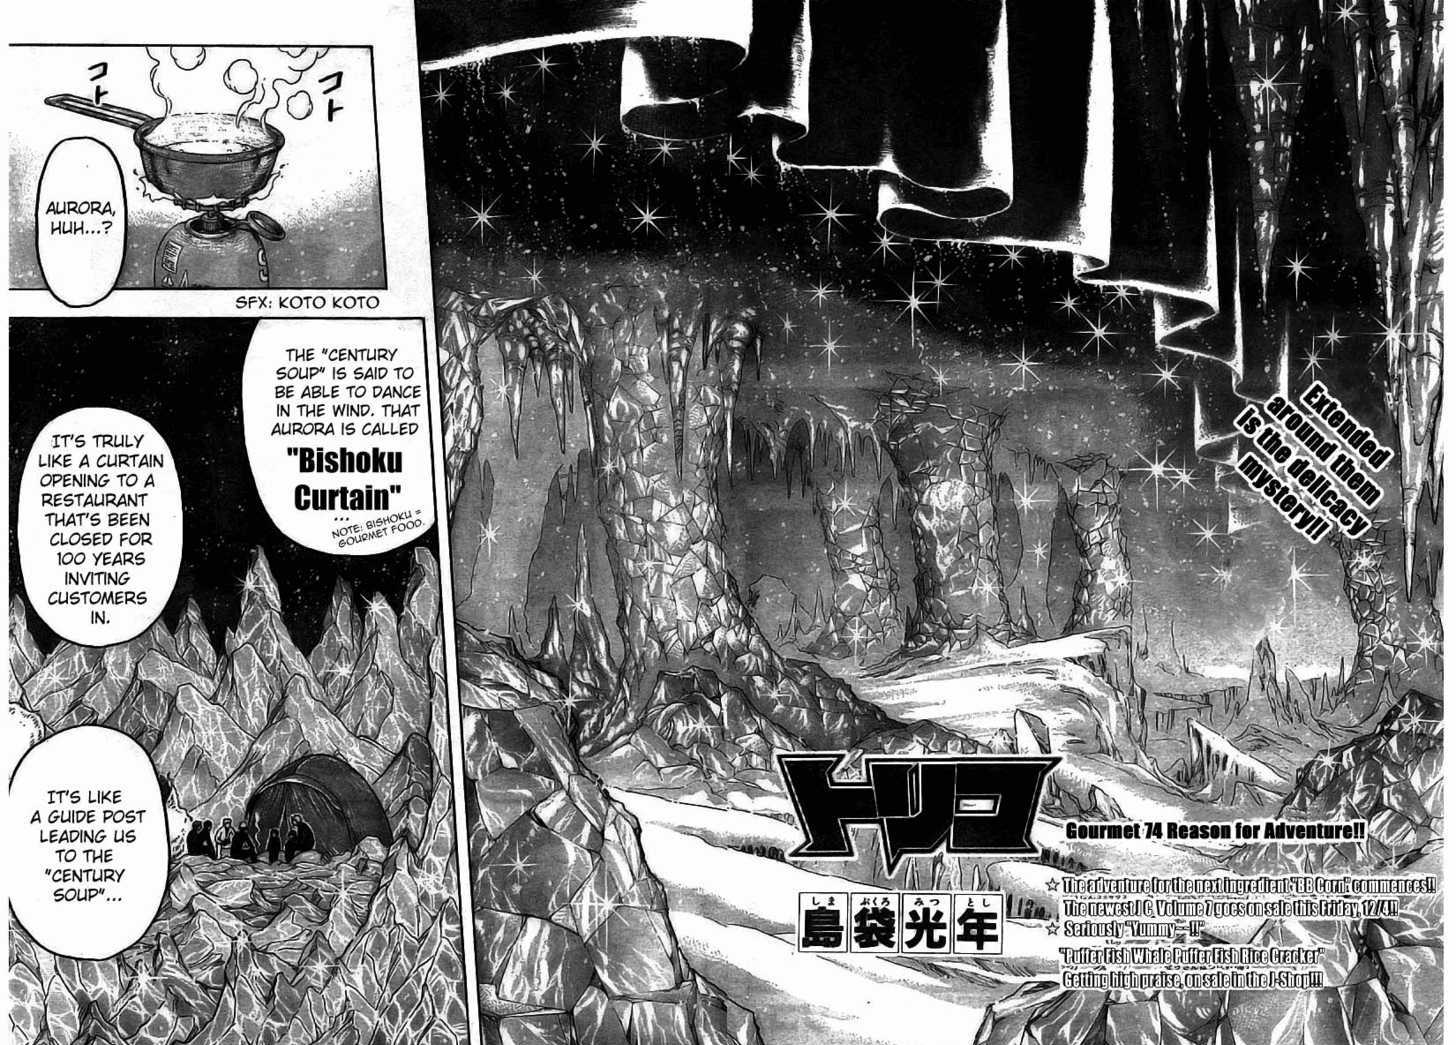 Extended
around them
is the delicacy
mystery!!
トリコ
Gourmet 74 Reason for Adventure!!
しま ぶくろ みつ とし
島袋光年
☆ The adventure for the next ingredient "BB Corn" commences!!
The newest J C, Volume 7 goes on sale this Friday, 12/4!!
☆ Seriously "Yummy~~!!"
"Puffer Fish Whale Puffer Fish Rice Cracker"
Getting high praise, on sale in the J-Shop!!!!
コト
コト
AURORA,
HUH...?
SFX: KOTO KOTO
THE "CENTURY
SOUP" IS SAID TO
BE ABLE TO DANCE
IN THE WIND. THAT
AURORA IS CALLED
"Bishoku
Curtain"
...
NOTE: BISHOKU =
GOURMET FOOD.
IT'S TRULY
LIKE A CURTAIN
OPENING TO A
RESTAURANT
THAT'S BEEN
CLOSED FOR
100 YEARS
INVITING
CUSTOMERS
IN.
IT'S LIKE
A GUIDE POST
LEADING US
TO THE
"CENTURY
SOUP"...